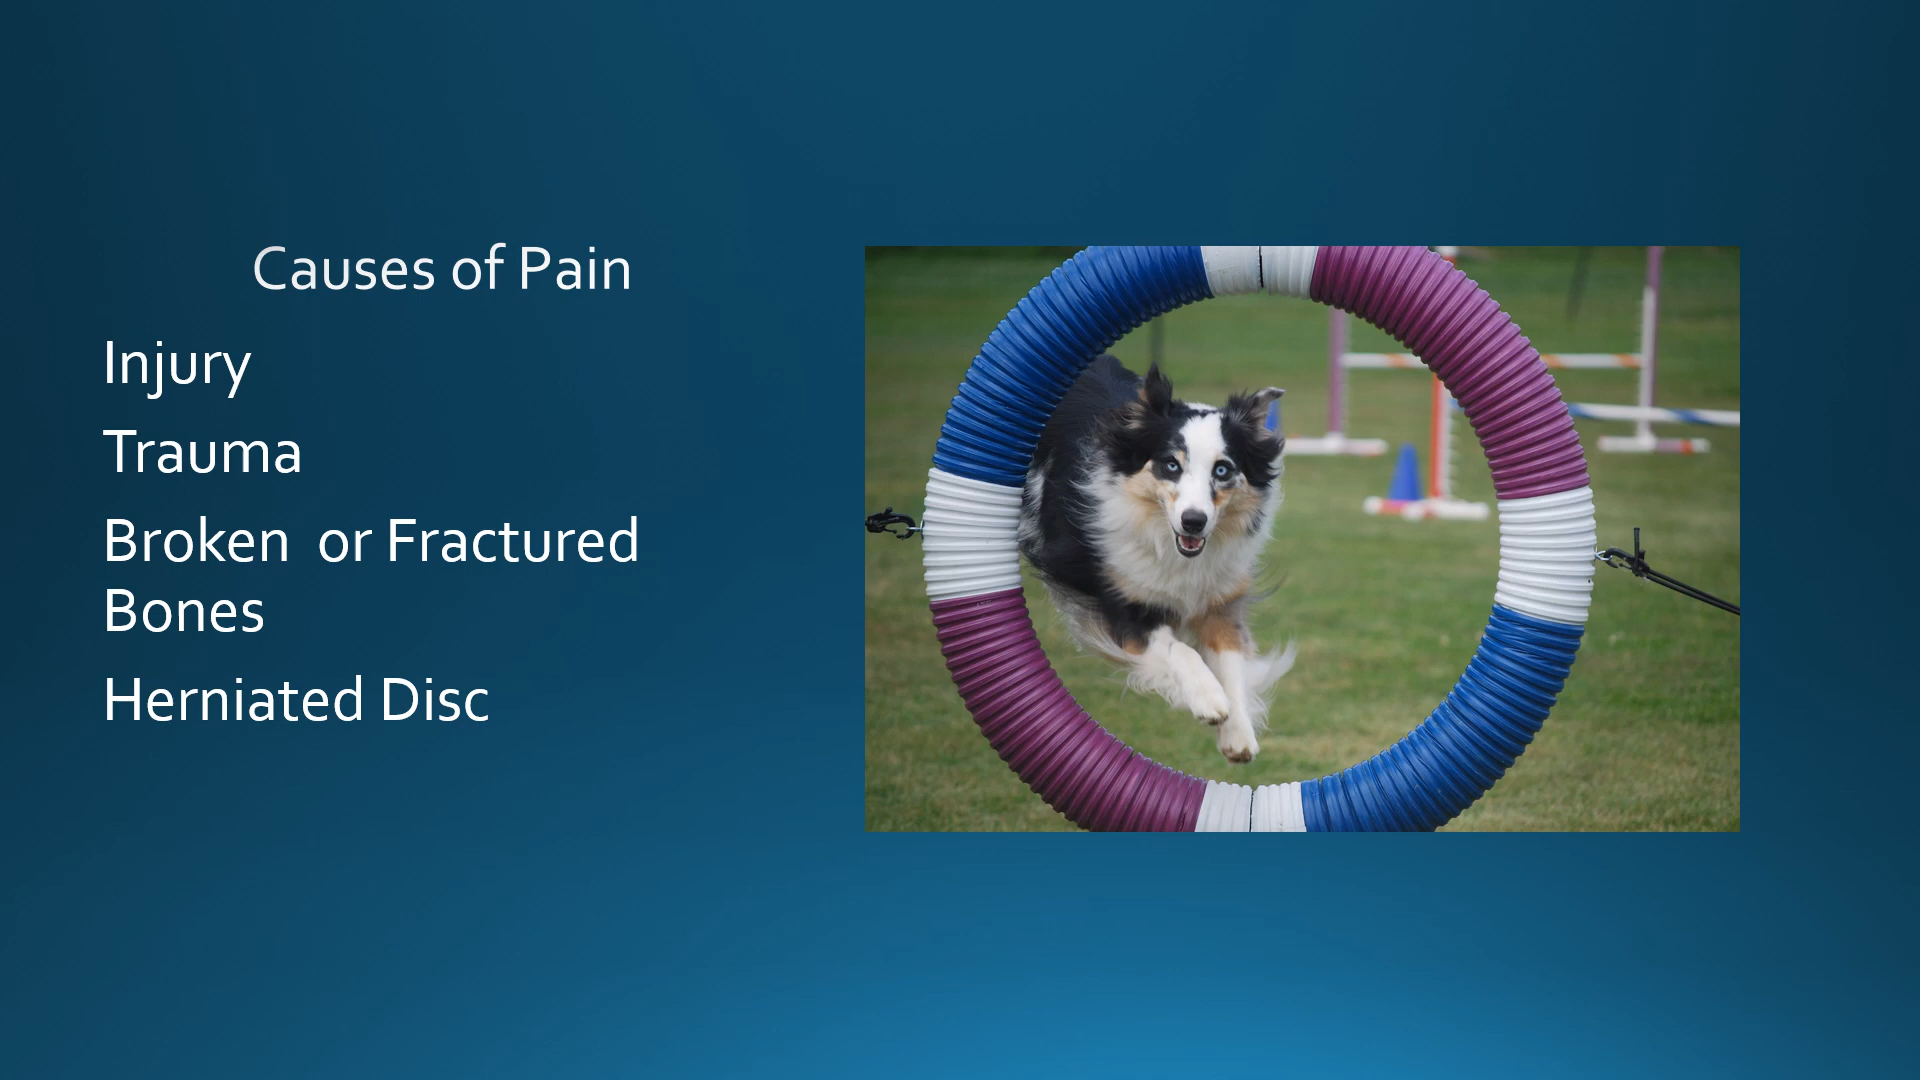 Causes of Pain
Injury
Trauma
Broken  or Fractured
Bones
Herniated Disc